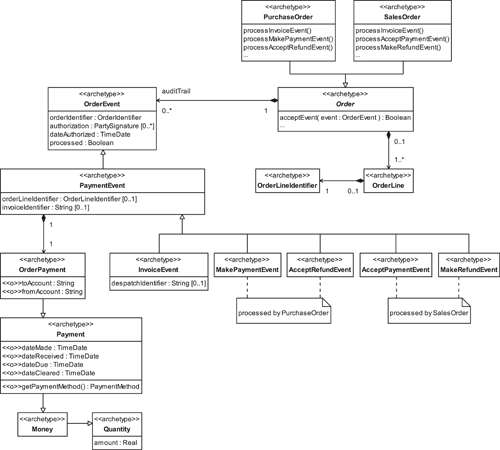 <<archetype>>
PurchaseOrder
processInvoiceEvent()
processMakePaymentEvent()
processAcceptRefundEvent()
...
<<archetype>>
SalesOrder
processInvoiceEvent()
processAcceptPaymentEvent()
processMakeRefundEvent()
...
<<archetype>>
OrderEvent
orderIdentifier : OrderIdentifier
authorization : PartySignature [0..*]
dateAuthorized : TimeDate
processed : Boolean
auditTrail
0..*
1
<<archetype>>
Order
acceptEvent( event : OrderEvent ) : Boolean
...
0..1
1..*
<<archetype>>
OrderLineIdentifier
1
0..1
<<archetype>>
OrderLine
<<archetype>>
PaymentEvent
orderLineIdentifier : OrderLineIdentifier [0..1]
invoiceIdentifier : String [0..1]
1
1
<<archetype>>
OrderPayment
<<o>>toAccount : String
<<o>>fromAccount : String
<<archetype>>
InvoiceEvent
despatchIdentifier : String [0..1]
<<archetype>>
MakePaymentEvent
<<archetype>>
AcceptRefundEvent
<<archetype>>
AcceptPaymentEvent
<<archetype>>
MakeRefundEvent
processed by PurchaseOrder
processed by SalesOrder
<<archetype>>
Payment
<<o>>dateMade : TimeDate
<<o>>dateReceived : TimeDate
<<o>>dateDue : TimeDate
<<o>>dateCleared : TimeDate
<<o>>getPaymentMethod() : PaymentMethod
<<archetype>>
Money
<<archetype>>
Quantity
amount : Real